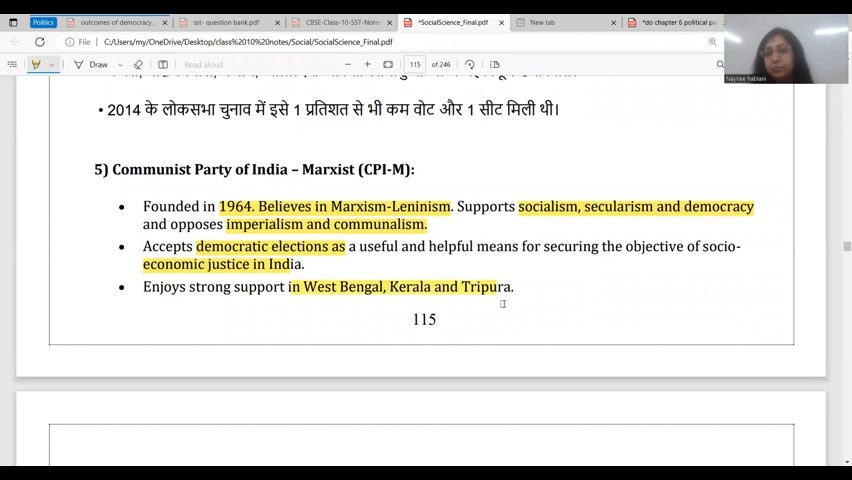 Politics
outcomes of democracy
sst- question bank.pdf
CBSE-Class-10-SST-Notes
*SocialScience_Final.pdf
New tab
*do chapter 6 political pa
File
C:/Users/my/OneDrive/Desktop/class%2010%20notes/Social/SocialScience_Final.pdf
Draw
Read aloud
115 of 246
Naynee hablani
• 2014 के लोकसभा चुनाव में इसे 1 प्रतिशत से भी कम वोट और 1 सीट मिली थी।
5) Communist Party of India – Marxist (CPI-M):
• Founded in 1964. Believes in Marxism-Leninism. Supports socialism, secularism and democracy
and opposes imperialism and communalism.
• Accepts democratic elections as a useful and helpful means for securing the objective of socio-
economic justice in India.
• Enjoys strong support in West Bengal, Kerala and Tripura.
115